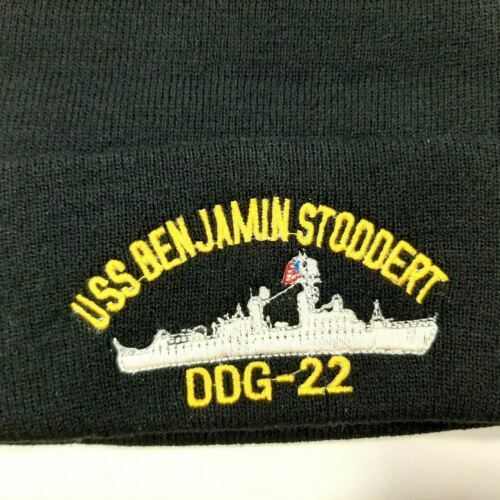 USS BENJAMIN STODDERT
DDG-22